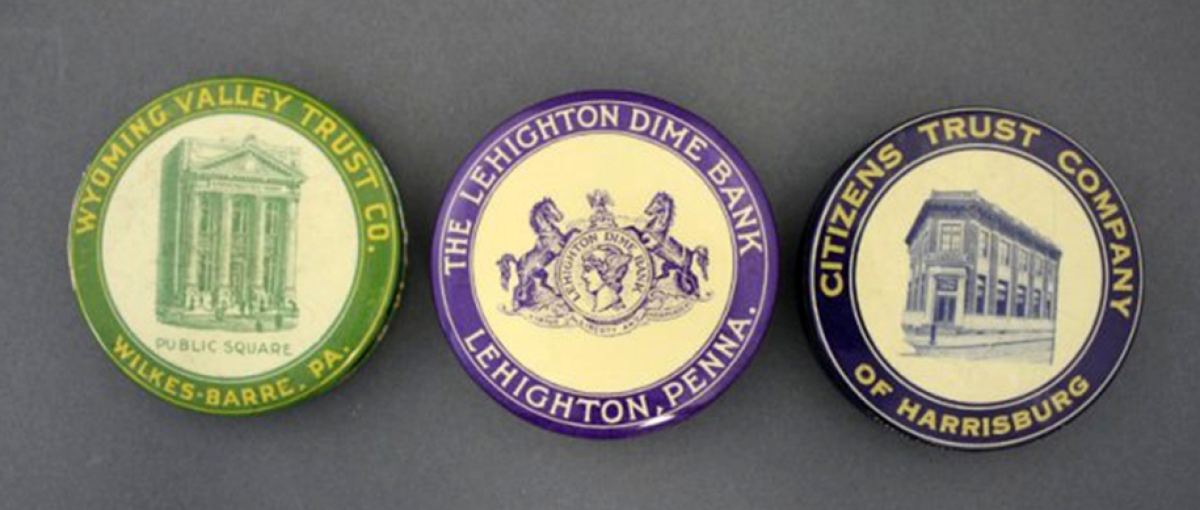 WYOMING VALLEY TRUST CO.
PUBLIC SQUARE
WILKES-BARRE, PA.
THE LEHIGHTON DIME BANK
LEHIGHTON DIME BANK
LEHIGHTON, PENNA.
CITIZENS TRUST COMPANY
OF HARRISBURG